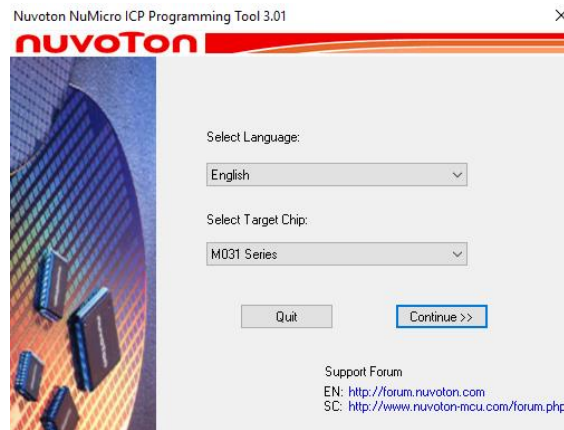 Nuvoton NuMicro ICP Programming Tool 3.01
nuvoTon
Select Language:
English
Select Target Chip:
M031 Series
Quit
Continue >>
Support Forum
EN: http://forum.nuvoton.com
SC: http://www.nuvoton-mcu.com/forum.php